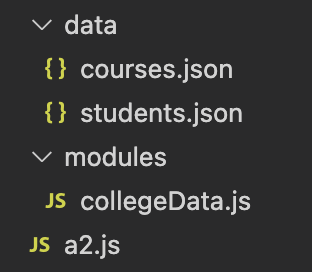 data
{} courses.json
{} students.json
modules
JS collegeData.js
JS a2.js